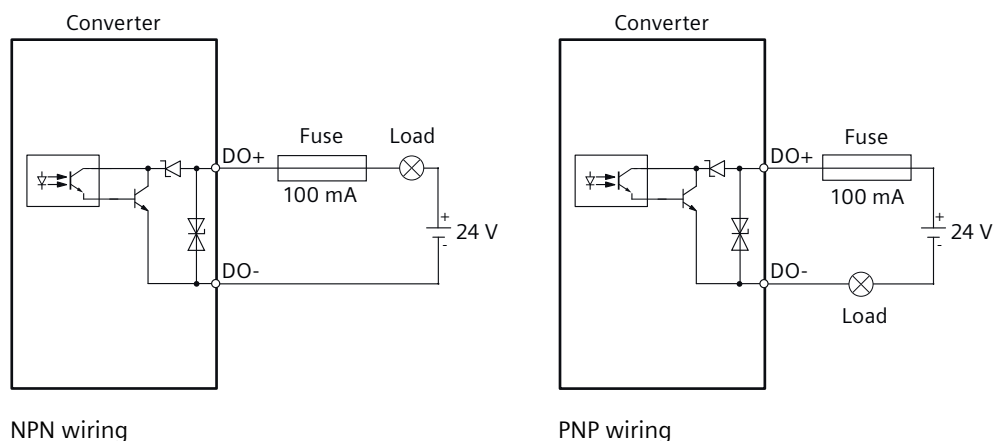 Converter
DO+
Fuse
100 mA
Load
+
24 V
-
DO-
NPN wiring
Converter
DO+
Fuse
100 mA
+
24 V
-
DO-
Load
PNP wiring